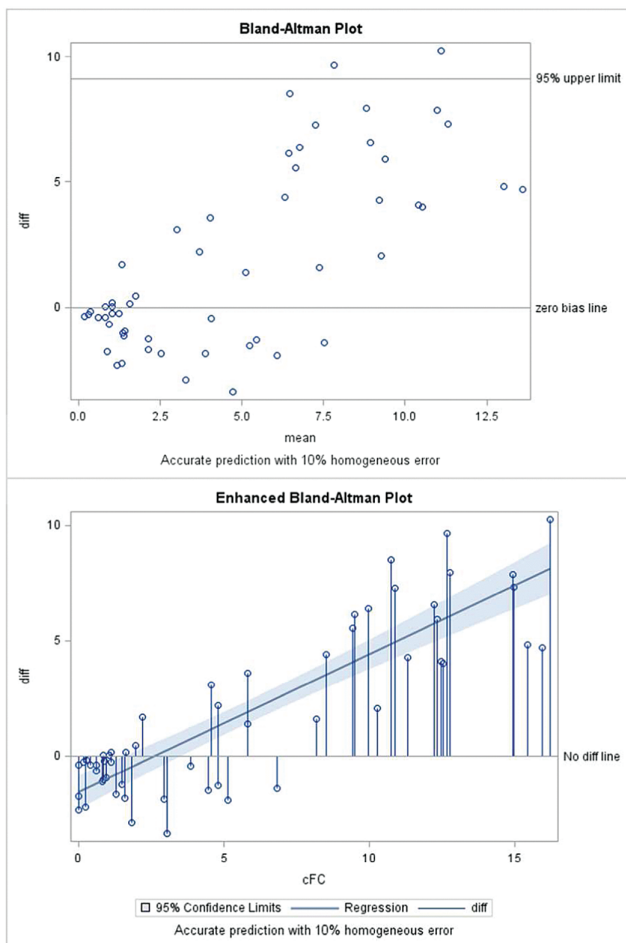 Bland-Altman Plot
10
95% upper limit
5
diff
0
zero bias line
0.0 2.5 5.0 7.5 10.0 12.5
mean
Accurate prediction with 10% homogeneous error
Enhanced Bland-Altman Plot
10
diff
5
0
No diff line
0 5 10 15
cFC
95% Confidence Limits Regression diff
Accurate prediction with 10% homogeneous error